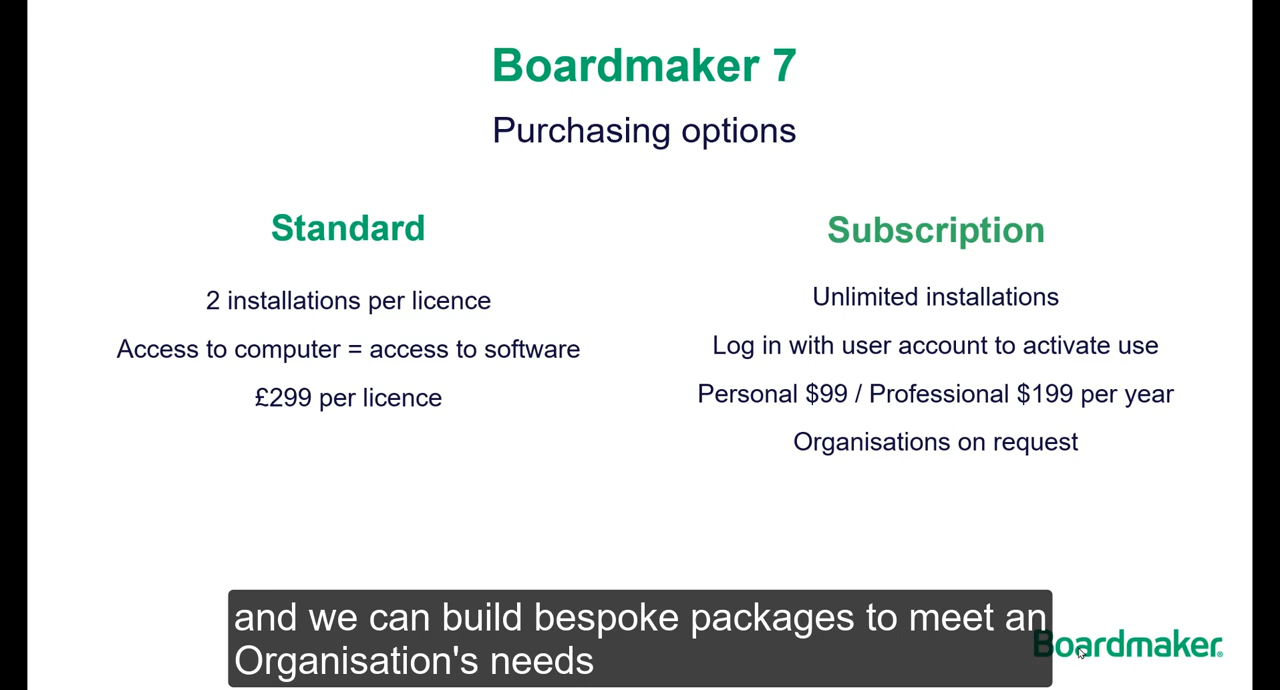 Boardmaker 7
Purchasing options
Standard
2 installations per licence
Access to computer = access to software
£299 per licence
Subscription
Unlimited installations
Log in with user account to activate use
Personal $99 / Professional $199 per year
Organisations on request
and we can build bespoke packages to meet an
Organisation's needs
Boardmaker®